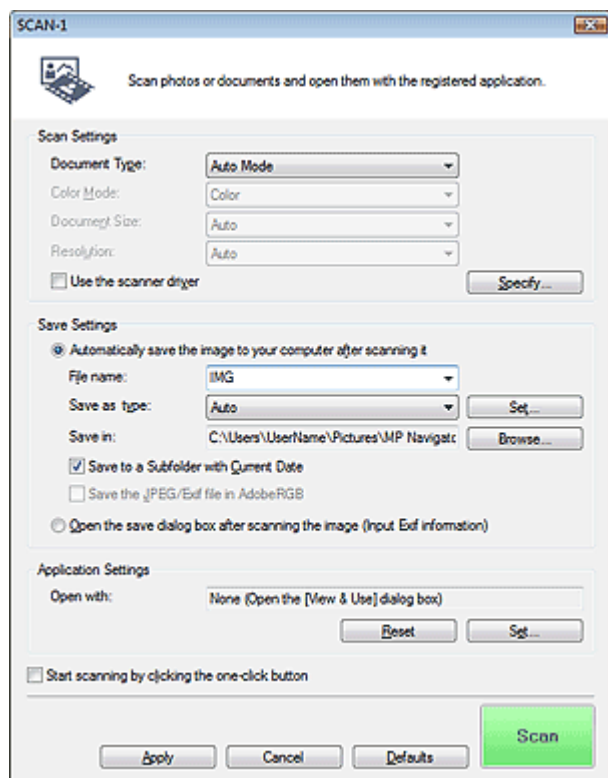 SCAN-1
Scan photos or documents and open them with the registered application.
Scan Settings
Document Type: Auto Mode
Color Mode: Color
Document Size: Auto
Resolution: Auto
Use the scanner driver Specify...
Save Settings
Automatically save the image to your computer after scanning it
File name: IMG
Save as type: Auto Set...
Save in: C:\Users\UserName\Pictures\MP Navigatc Browse...
Save to a Subfolder with Current Date
Save the JPEG/Exif file in AdobeRGB
Open the save dialog box after scanning the image (Input Exif information)
Application Settings
Open with: None (Open the [View & Use] dialog box)
Reset Set...
Start scanning by clicking the one-click button
Scan
Apply Cancel Defaults